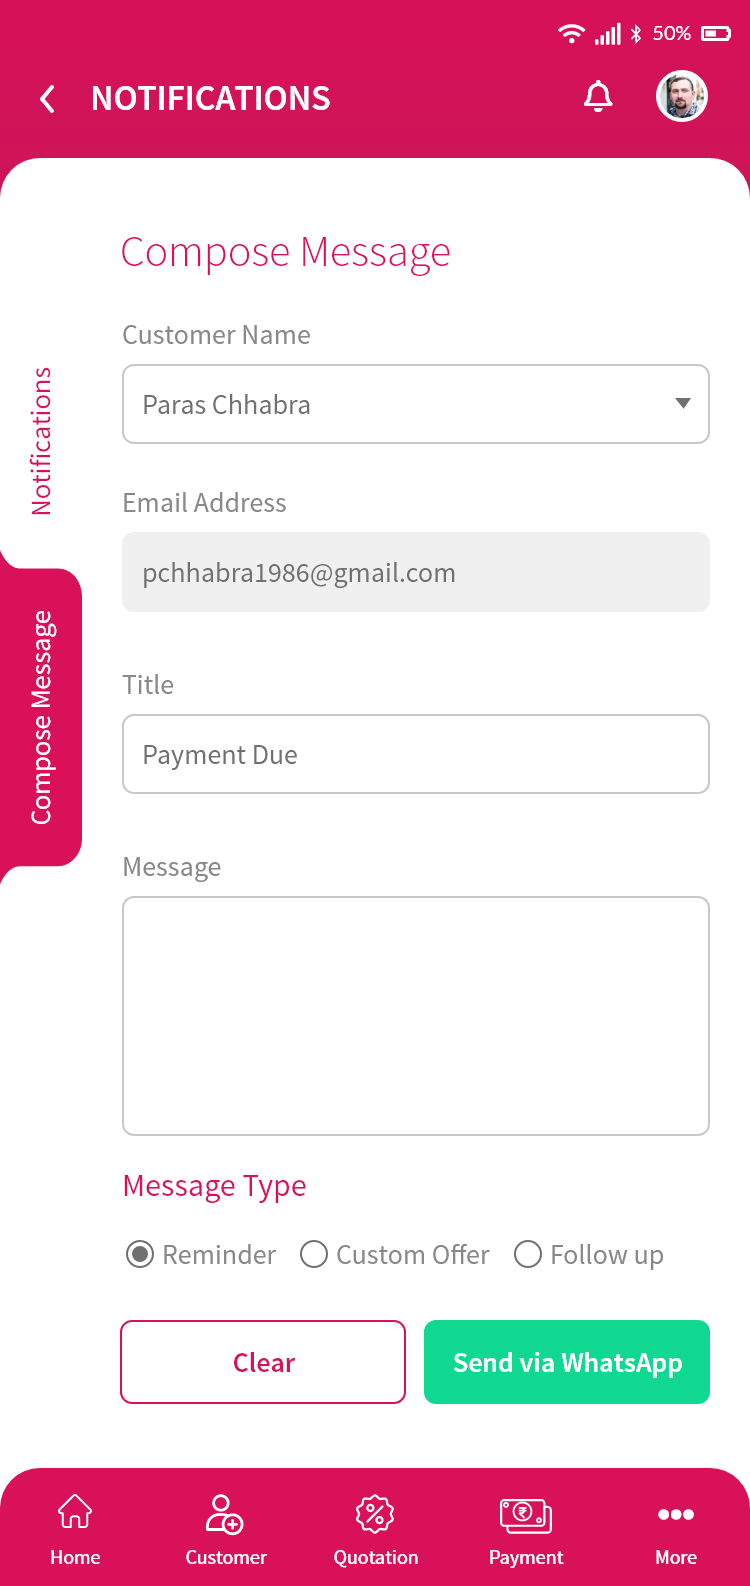 50%
NOTIFICATIONS
Compose Message
Customer Name
Paras Chhabra
Notifications
Email Address
pchhabra1986@gmail.com
Compose Message
Title
Payment Due
Message
Message Type
Reminder Custom Offer Follow up
Clear Send via WhatsApp
₹
Home Customer Quotation Payment More